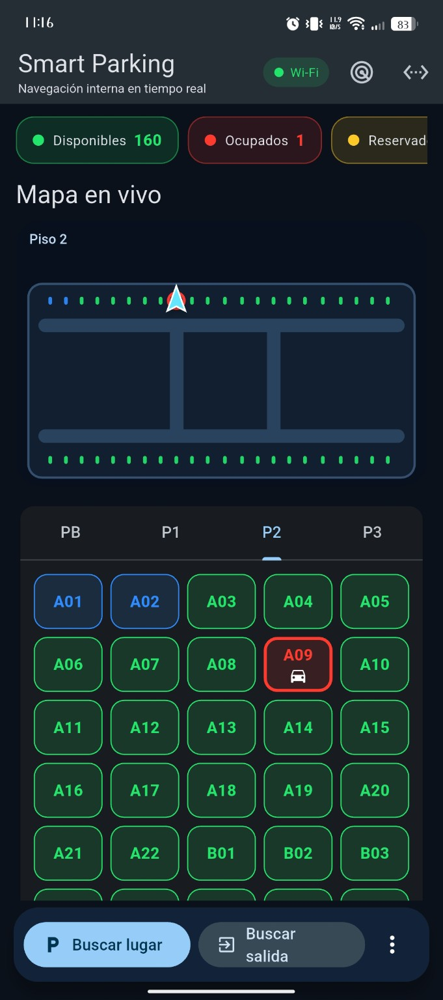 11:16
11.9
KB/S
83
Smart Parking
Navegación interna en tiempo real
Wi-Fi
Disponibles 160
Ocupados 1
Reservad
Mapa en vivo
Piso 2
PB P1 P2 P3
A01 A02 A03 A04 A05
A06 A07 A08 A09 A10
A11 A12 A13 A14 A15
A16 A17 A18 A19 A20
A21 A22 B01 B02 B03
P Buscar lugar
Buscar
salida